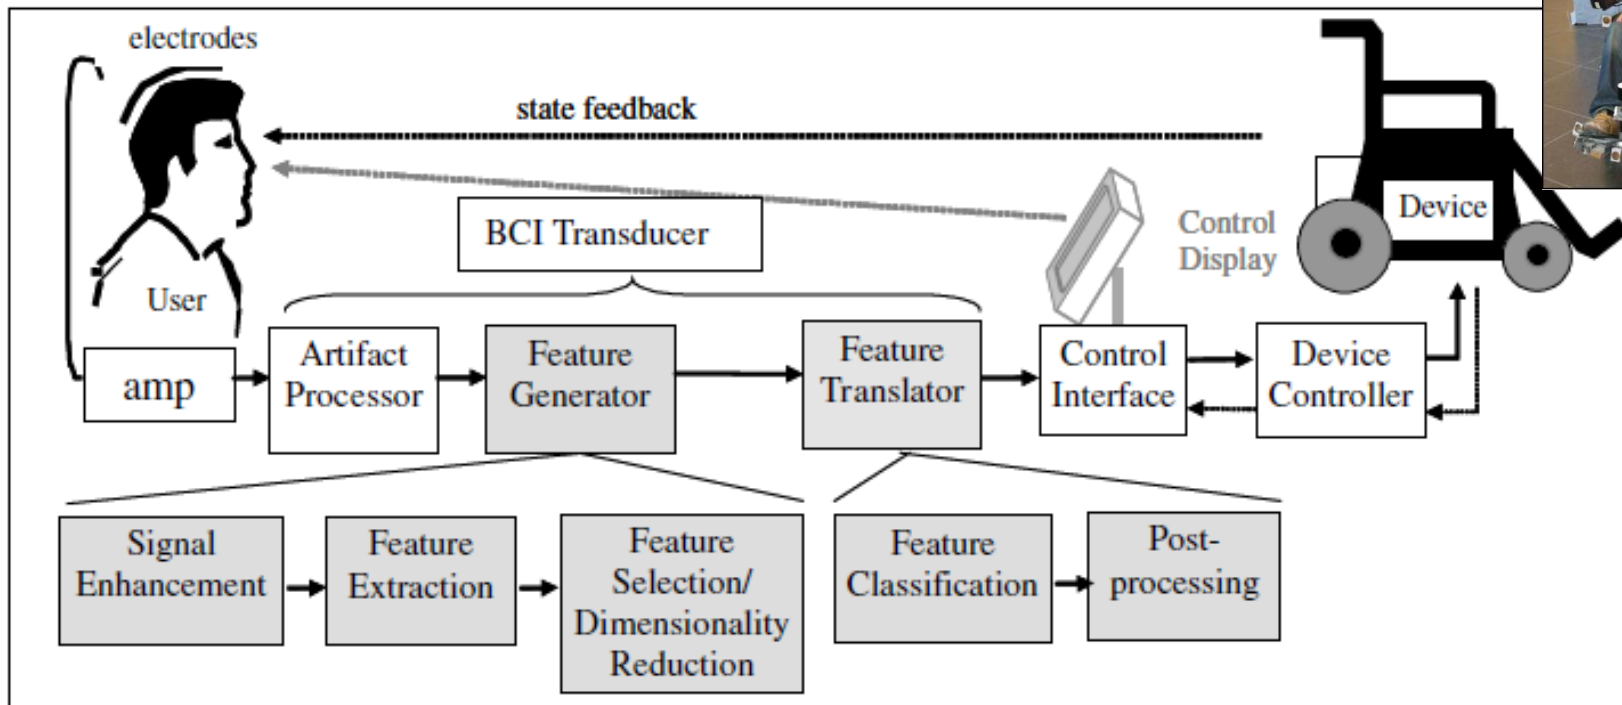 electrodes
state feedback
BCI Transducer
Control
Display
Device
User
amp
Artifact
Processor
Feature
Generator
Feature
Translator
Control
Interface
Device
Controller
Signal
Enhancement
Feature
Extraction
Feature
Selection/
Dimensionality
Reduction
Feature
Classification
Post-
processing